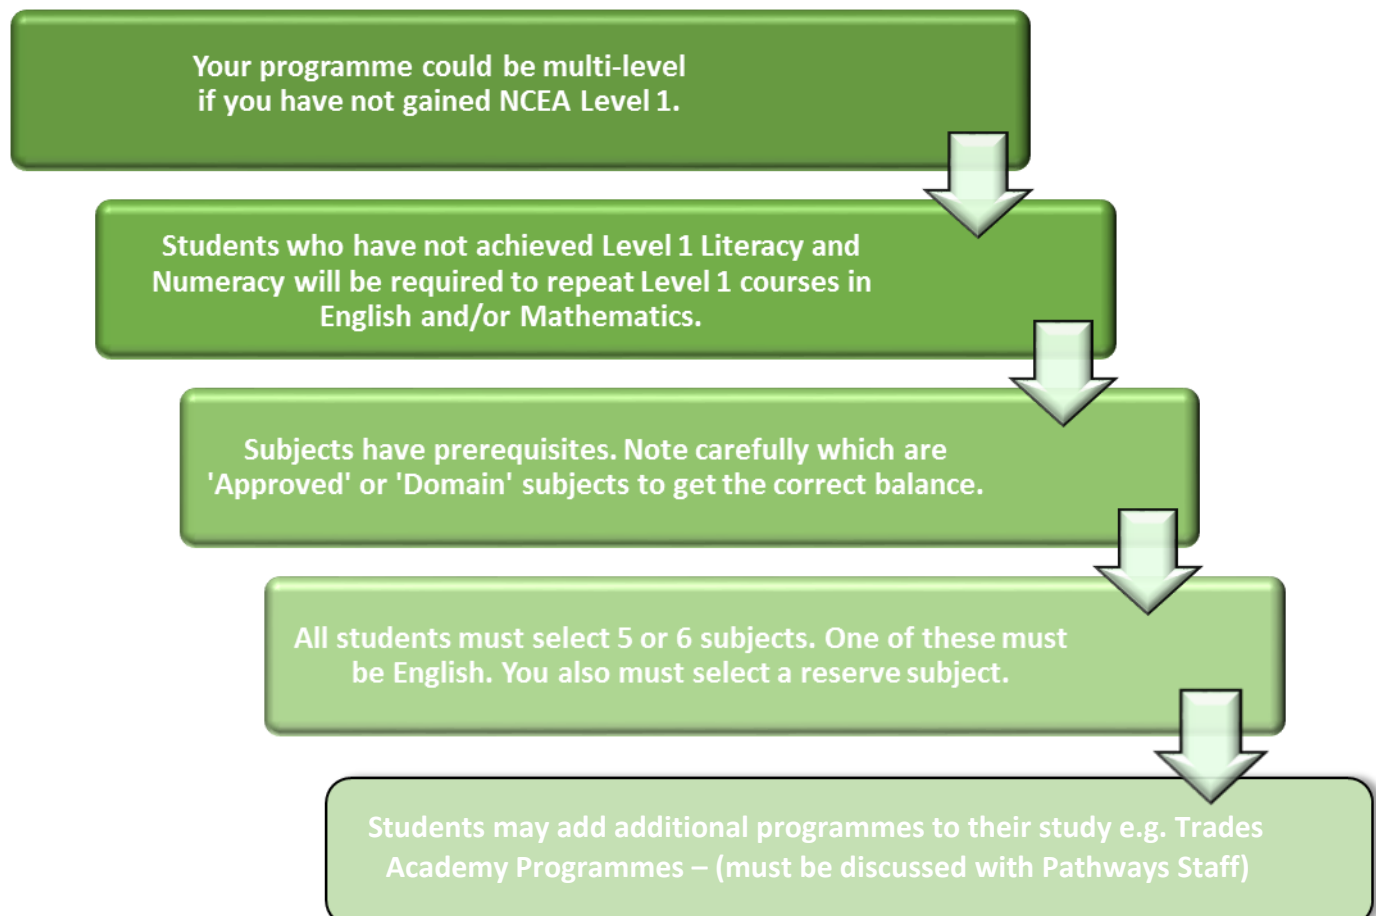 Your programme could be multi-level
if you have not gained NCEA Level 1.
Students who have not achieved Level 1 Literacy and
Numeracy will be required to repeat Level 1 courses in
English and/or Mathematics.
Subjects have prerequisites. Note carefully which are
'Approved' or 'Domain' subjects to get the correct balance.
All students must select 5 or 6 subjects. One of these must
be English. You also must select a reserve subject.
Students may add additional programmes to their study e.g. Trades
Academy Programmes – (must be discussed with Pathways Staff)